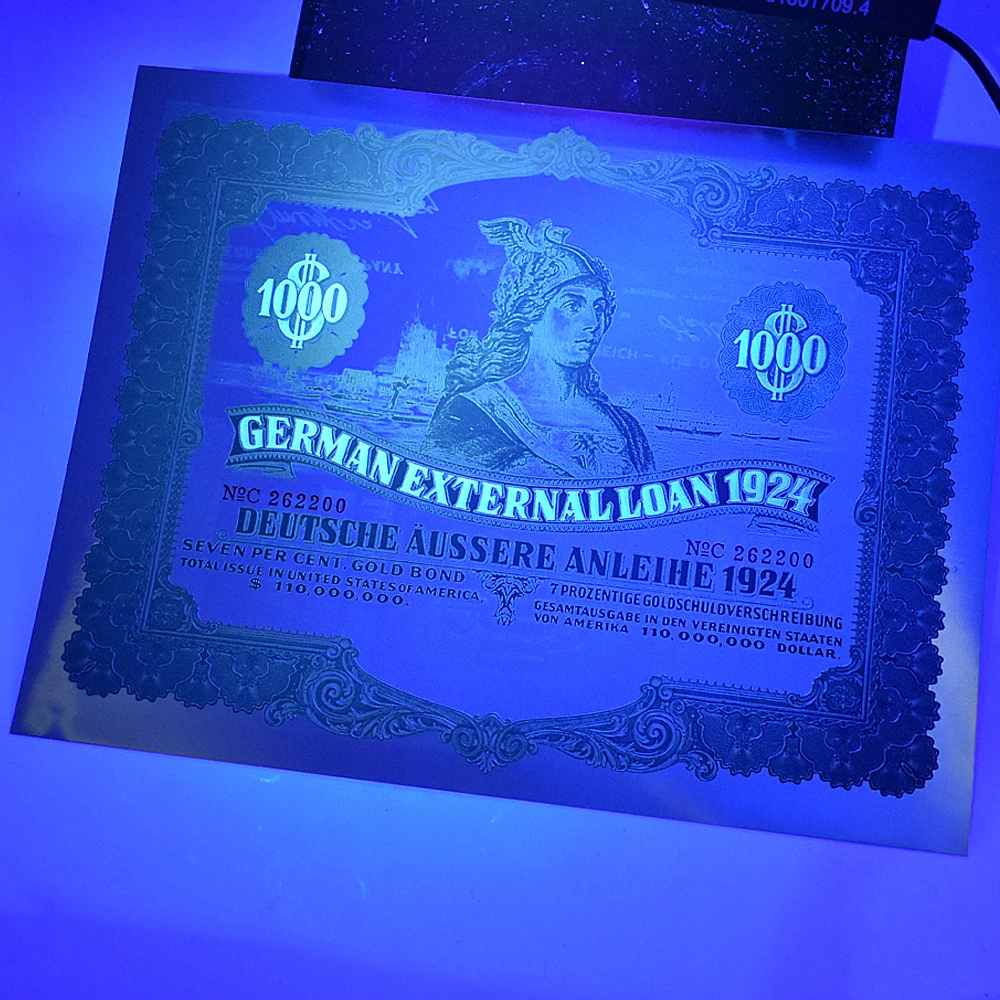 1000
1000
GERMAN EXTERNAL LOAN 1924
NºC 262200
NºC 262200
DEUTSCHE ÄUSSERE ANLEIHE 1924
SEVEN PER CENT. GOLD BOND
TOTAL ISSUE IN UNITED STATES OF AMERICA,
$ 110,000,000.
7 PROZENTIGE GOLDSCHULDVERSCHREIBUNG
GESAMTAUSGABE IN DEN VEREINIGTEN STAATEN
VON AMERIKA 110,000,000 DOLLAR.